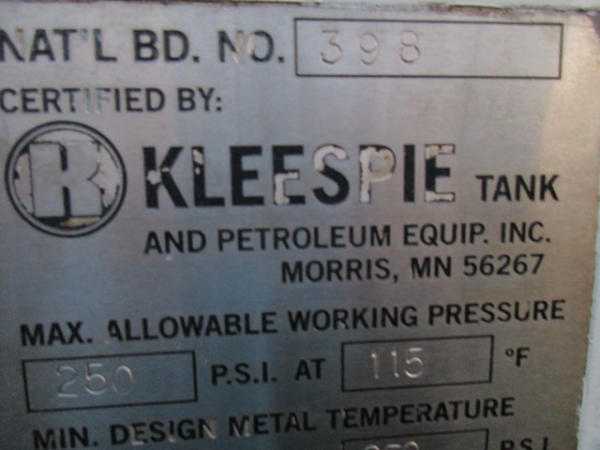 NAT'L BD. NO. 398
CERTIFIED BY:
K KLEESPIE TANK
AND PETROLEUM EQUIP. INC.
MORRIS, MN 56267
MAX. ALLOWABLE WORKING PRESSURE
250 P.S.I. AT 115 °F
MIN. DESIGN METAL TEMPERATURE
P.S.I.